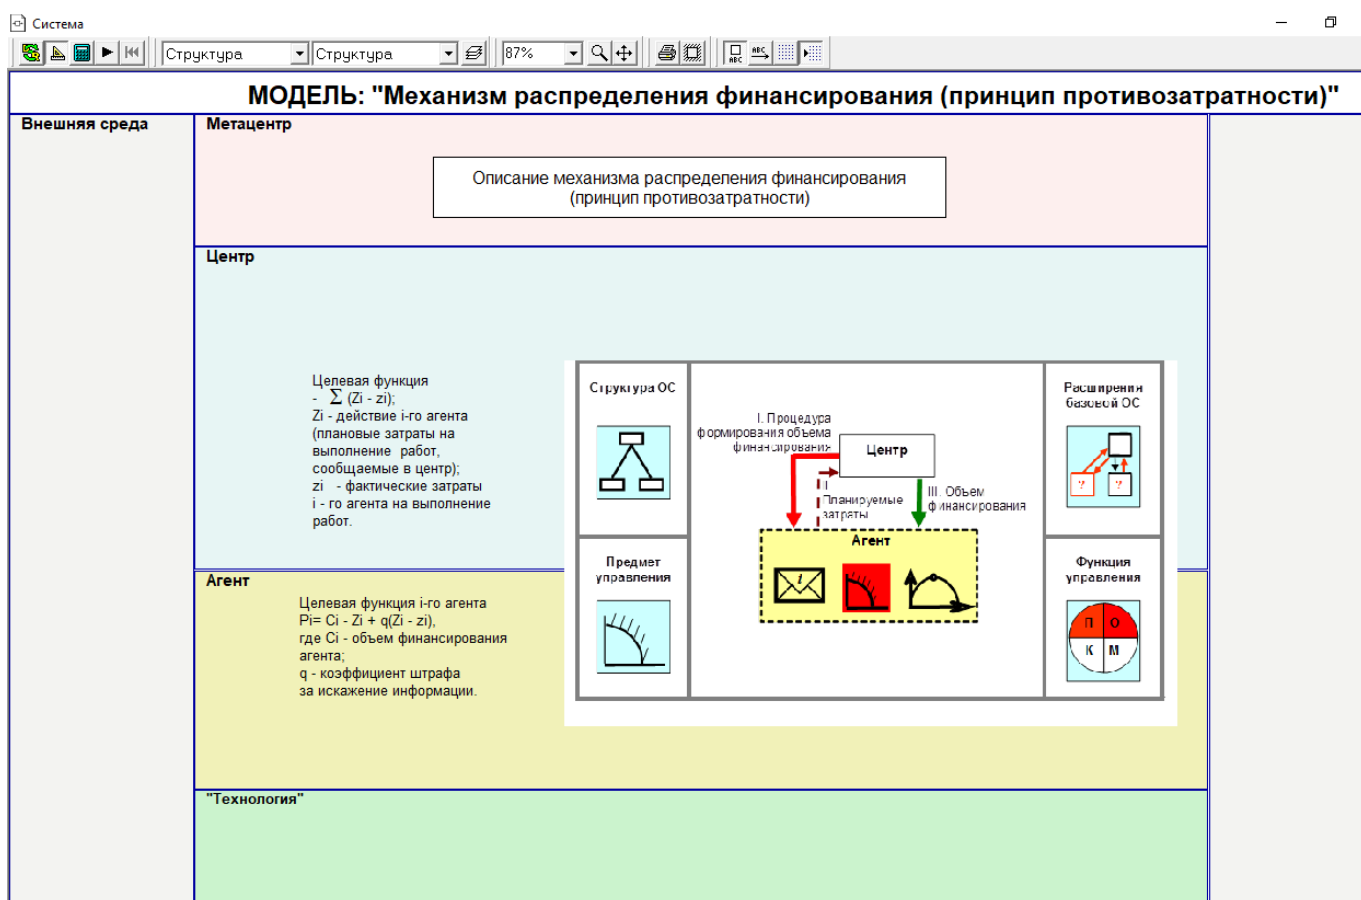 Система
Структура
Структура
87%
ABC
ABC
МОДЕЛЬ: "Механизм распределения финансирования (принцип противозатратности)"
Внешняя среда
Метацентр
Описание механизма распределения финансирования
(принцип противозатратности)
Центр
Целевая функция
- Σ (Zi - zi);
Zi - действие i-го агента
(плановые затраты на
выполнение работ,
сообщаемые в центр);
zi - фактические затраты
i - го агента на выполнение
работ.
Структура ОС
I. Процедура
формирования объема
финансирования
Центр
II.
Планируемые
затраты
III. Объем
финансирования
Агент
i
Расширения
базовой ОС
?
?
Предмет
управления
Функция
управления
П
О
К
М
Агент
Целевая функция i-го агента
Pi= Ci - Zi + q(Zi - zi),
где Ci - объем финансирования
агента;
q - коэффициент штрафа
за искажение информации.
"Технология"